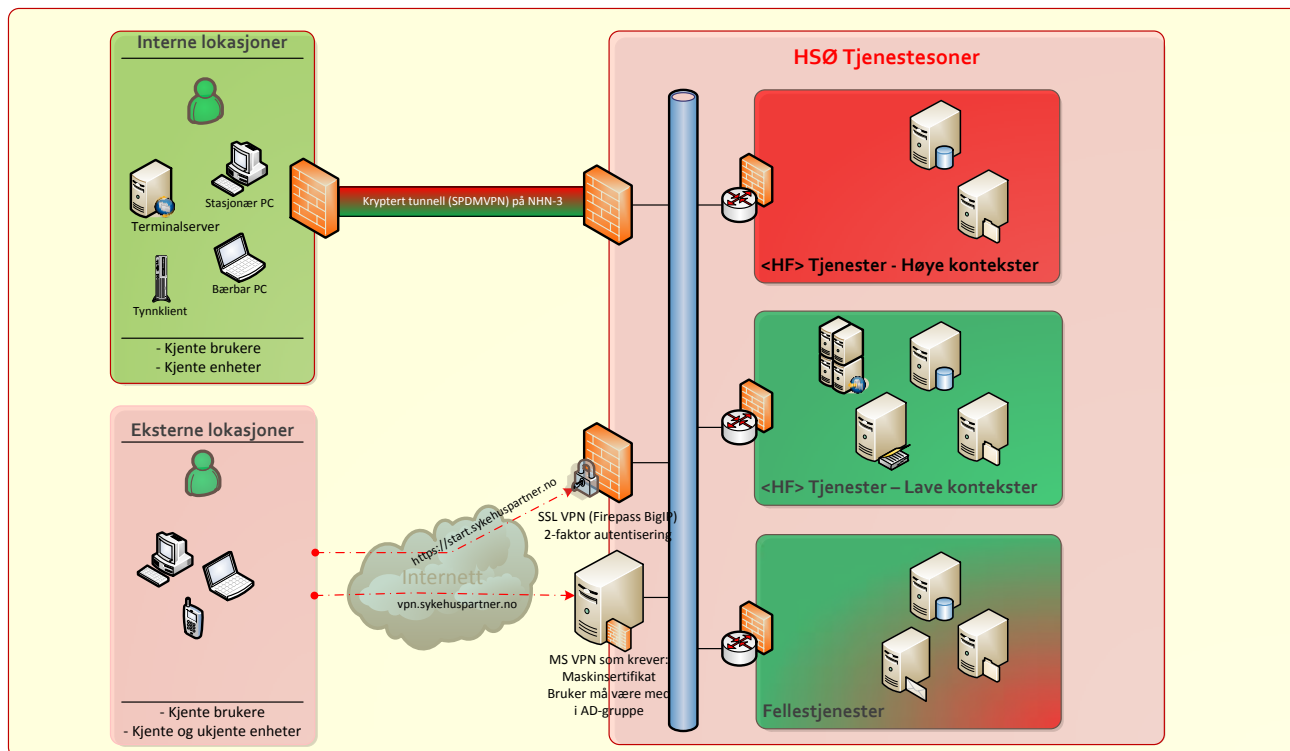 Interne lokasjoner
Stasjonær PC
Terminalserver
Tynnklient
Bærbar PC
- Kjente brukere
- Kjente enheter
Kryptert tunnell (SPDMVPN) på NHN-3
HSØ Tjenestesoner
<HF> Tjenester - Høye kontekster
<HF> Tjenester – Lave kontekster
Fellestjenester
Eksterne lokasjoner
- Kjente brukere
- Kjente og ukjente enheter
https://start.sykehuspartner.no
Internett
vpn.sykehuspartner.no
SSL VPN (Firepass BigIP)
2-faktor autentisering
MS VPN som krever:
Maskinsertifikat
Bruker må være med
i AD-gruppe